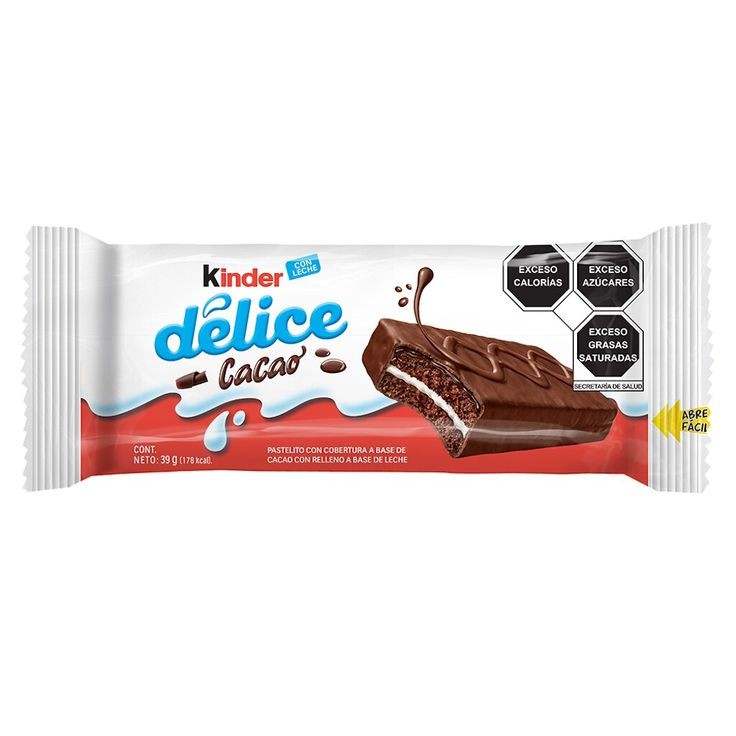 Kinder
CON
LECHE
délice
Cacao
CONT.
NETO: 39 g (178 kcal).
PASTELITO CON COBERTURA A BASE DE
CACAO CON RELLENO A BASE DE LECHE
EXCESO
CALORÍAS
EXCESO
AZÚCARES
EXCESO
GRASAS
SATURADAS
SECRETARÍA DE SALUD
ABRE
FÁCIL